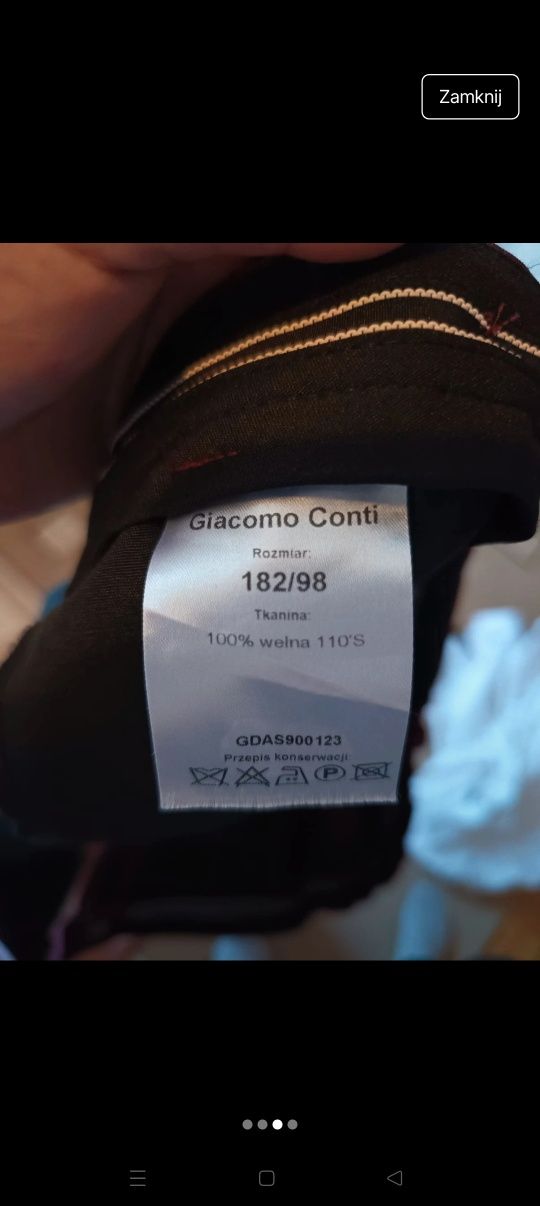 Zamknij
Giacomo Conti
Rozmiar:
182/98
Tkanina:
100% wełna 110'S
GDAS900123
Przepis konserwacji:
P